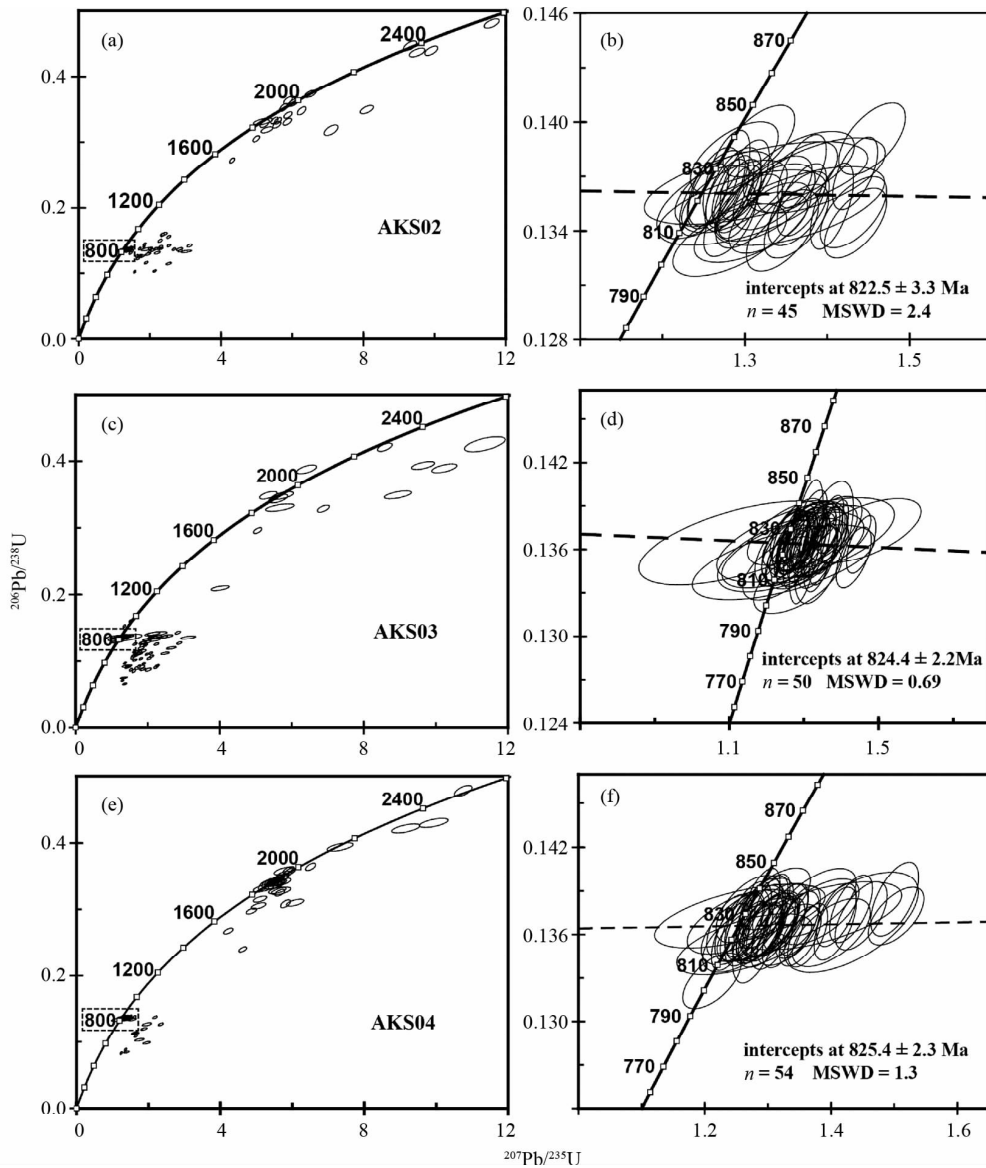 (a)
2400
0.4
2000
1600
1200
0.2
AKS02
800
0.0
0 4 8 12
(b)
0.146
870
850
0.140
830
0.134
810
790
intercepts at 822.5 ± 3.3 Ma
n = 45 MSWD = 2.4
0.128
1.3 1.5
(c)
2400
0.4
2000
1600
1200
0.2
AKS03
800
0.0
0 4 8 12
(d)
870
0.142
850
830
0.136
810
0.130
790
intercepts at 824.4 ± 2.2Ma
770
n = 50 MSWD = 0.69
0.124
1.1 1.5
(e)
2400
0.4
2000
1600
1200
0.2
AKS04
800
0.0
0 4 8 12
(f)
870
0.142
850
830
0.136
810
0.130
790
intercepts at 825.4 ± 2.3 Ma
770
n = 54 MSWD = 1.3
1.2 1.4 1.6
²⁰⁶Pb/²³⁸U
²⁰⁷Pb/²³⁵U